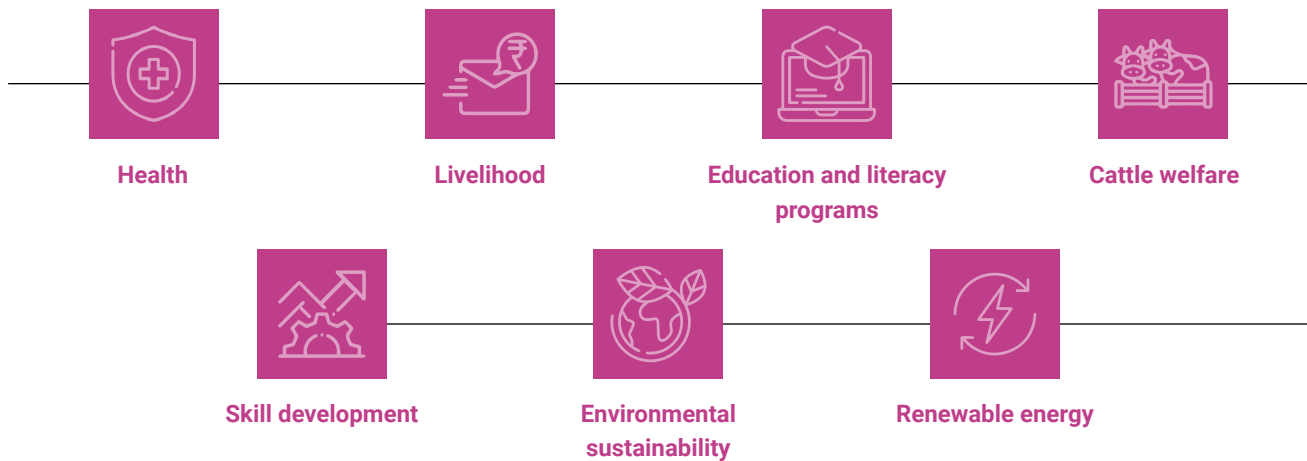 ₹
Health
Livelihood
Education and literacy
programs
Cattle welfare
Skill development
Environmental
sustainability
Renewable energy